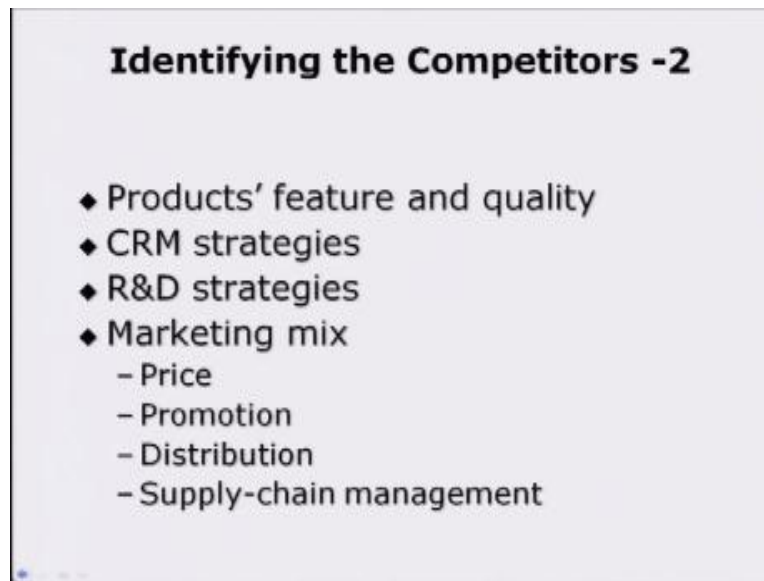 Identifying the Competitors -2
◆ Products' feature and quality
◆ CRM strategies
◆ R&D strategies
◆ Marketing mix
– Price
– Promotion
– Distribution
– Supply-chain management